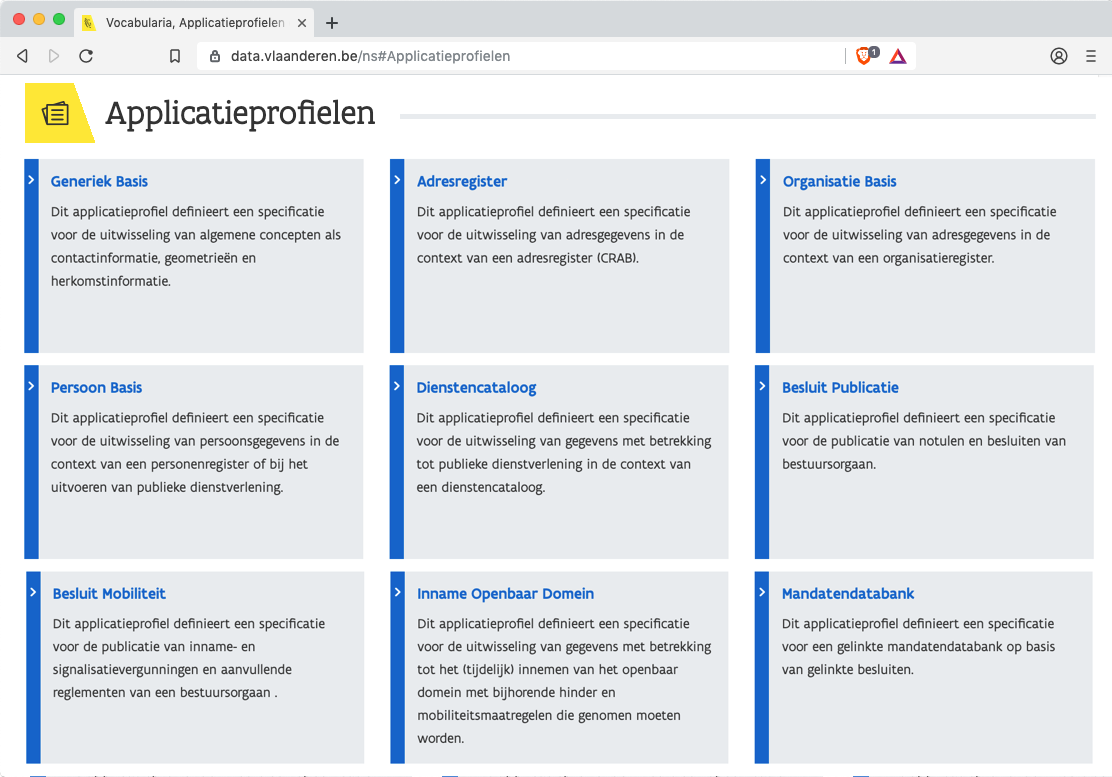 Vocabularia, Applicatieprofielen
data.vlaanderen.be/ns#Applicatieprofielen
1
Applicatieprofielen
Generiek Basis
Dit applicatieprofiel definieert een specificatie
voor de uitwisseling van algemene concepten als
contactinformatie, geometrieën en
herkomstinformatie.
Adresregister
Dit applicatieprofiel definieert een specificatie
voor de uitwisseling van adresgegevens in de
context van een adresregister (CRAB).
Organisatie Basis
Dit applicatieprofiel definieert een specificatie
voor de uitwisseling van adresgegevens in de
context van een organisatieregister.
Persoon Basis
Dit applicatieprofiel definieert een specificatie
voor de uitwisseling van persoonsgegevens in de
context van een personenregister of bij het
uitvoeren van publieke dienstverlening.
Dienstencataloog
Dit applicatieprofiel definieert een specificatie
voor de uitwisseling van gegevens met betrekking
tot publieke dienstverlening in de context van
een dienstencataloog.
Besluit Publicatie
Dit applicatieprofiel definieert een specificatie
voor de publicatie van notulen en besluiten van
bestuursorgaan.
Besluit Mobiliteit
Dit applicatieprofiel definieert een specificatie
voor de publicatie van inname- en
signalisatievergunningen en aanvullende
reglementen van een bestuursorgaan .
Inname Openbaar Domein
Dit applicatieprofiel definieert een specificatie
voor de uitwisseling van gegevens met betrekking
tot het (tijdelijk) innemen van het openbaar
domein met bijhorende hinder en
mobiliteitsmaatregelen die genomen moeten
worden.
Mandatendatabank
Dit applicatieprofiel definieert een specificatie
voor een gelinkte mandatendatabank op basis
van gelinkte besluiten.